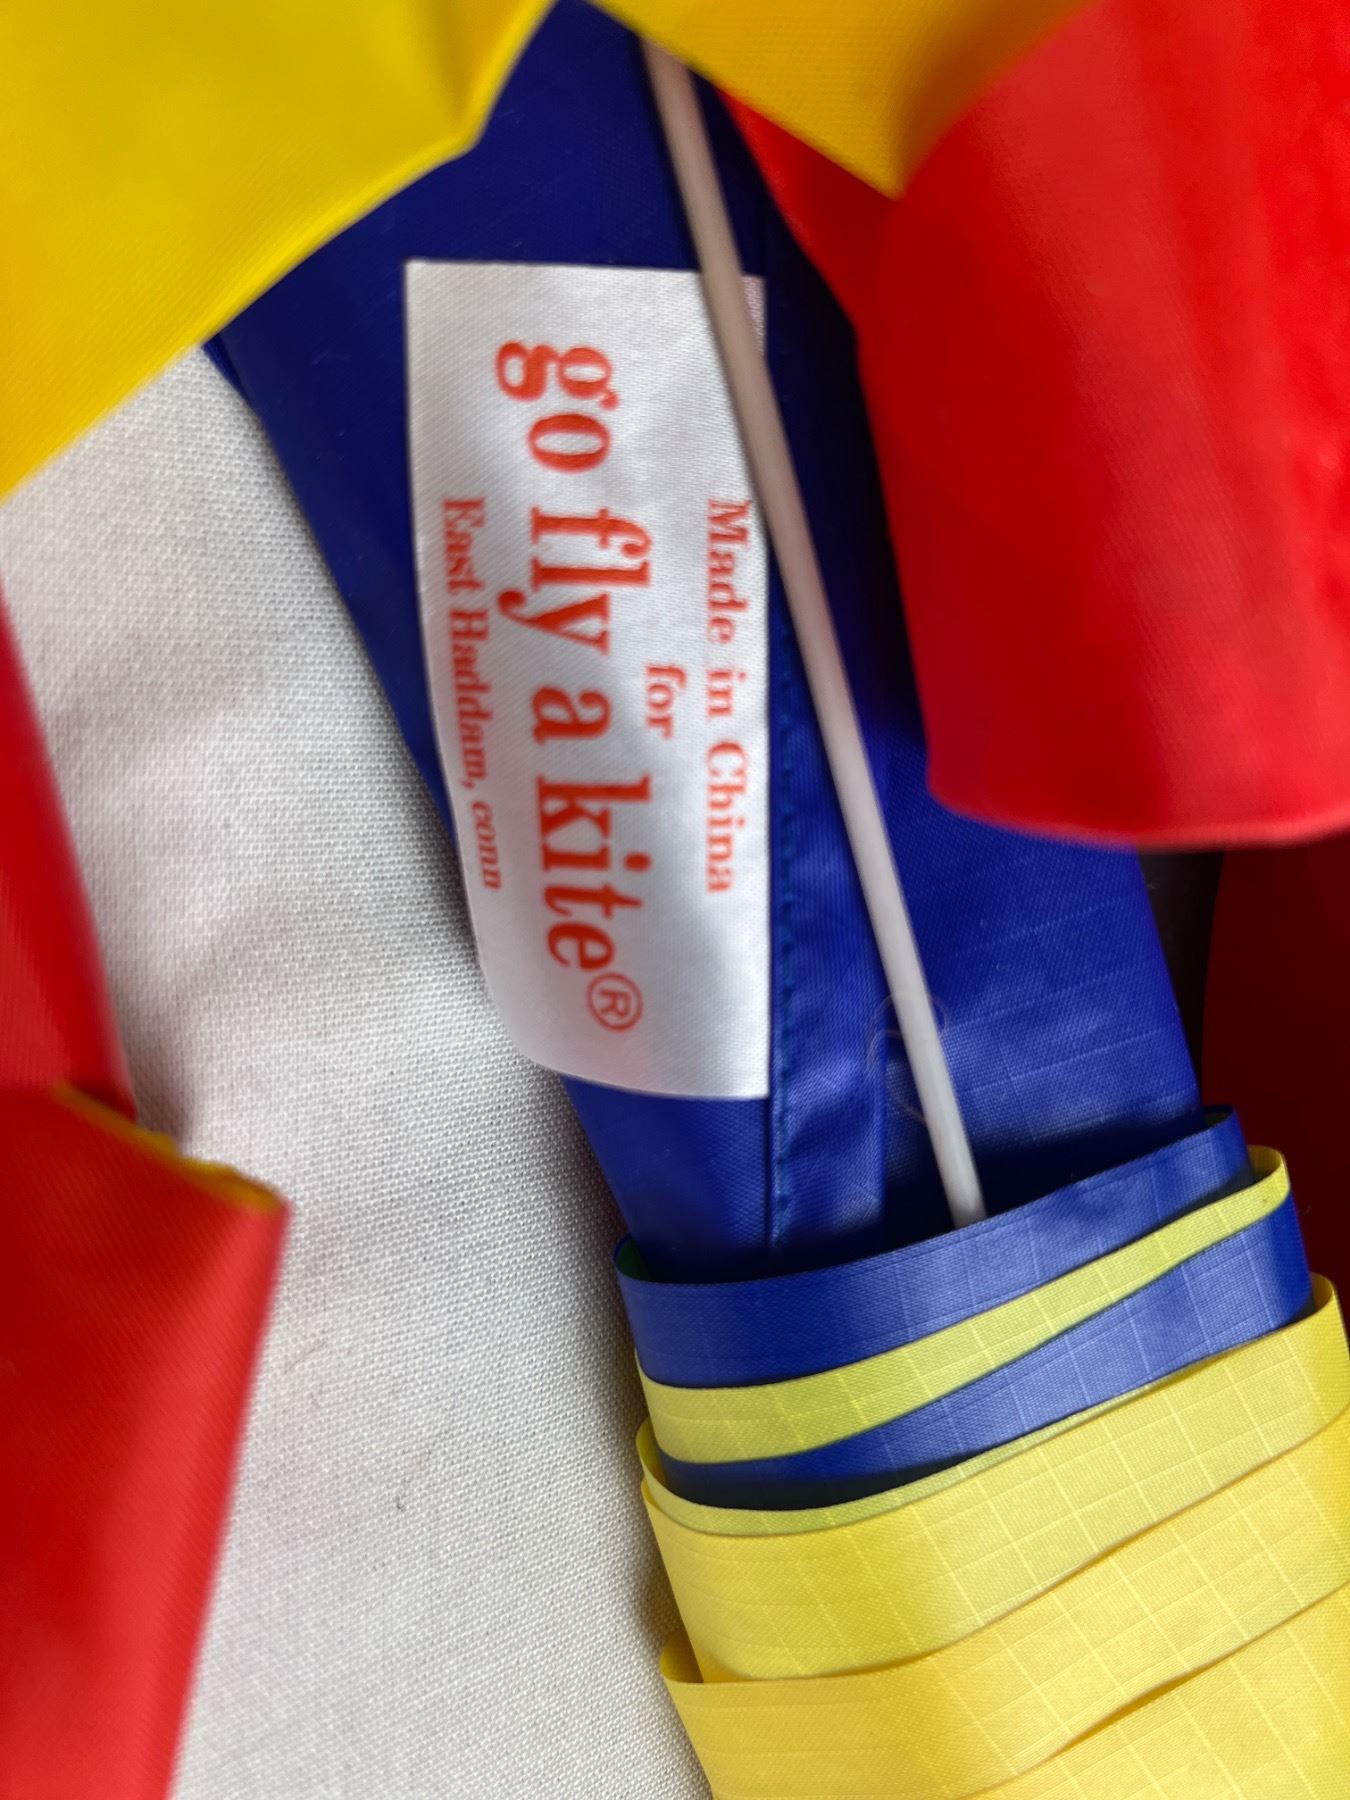 Made in China
for
go fly a kite®
East Haddam, conn